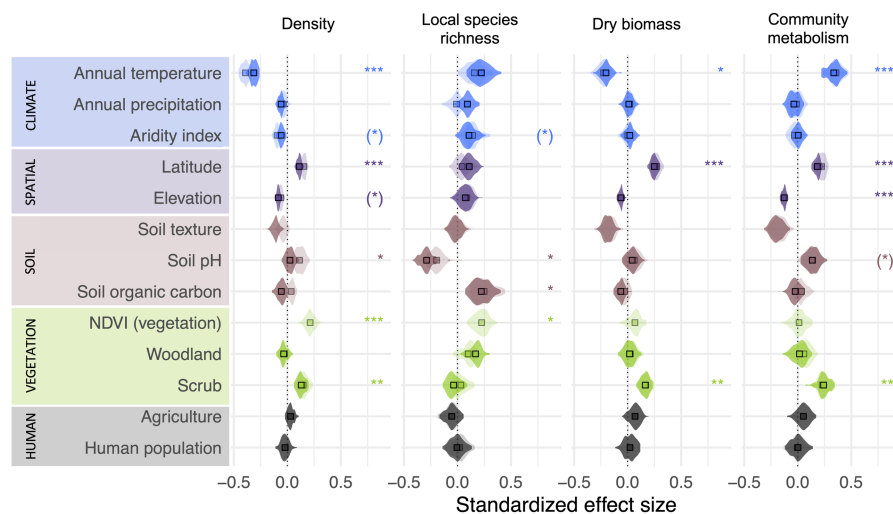 Density
Local species
richness
Dry biomass
Community
metabolism
CLIMATE
Annual temperature *** * ***
Annual precipitation
Aridity index (*) (*)
SPATIAL
Latitude *** *** ***
Elevation (*) ***
SOIL
Soil texture
Soil pH * * (*)
Soil organic carbon *
VEGETATION
NDVI (vegetation) *** *
Woodland
Scrub ** ** **
HUMAN
Agriculture
Human population
−0.5 0.0 0.5 −0.5 0.0 0.5 −0.5 0.0 0.5 −0.5 0.0 0.5
Standardized effect size